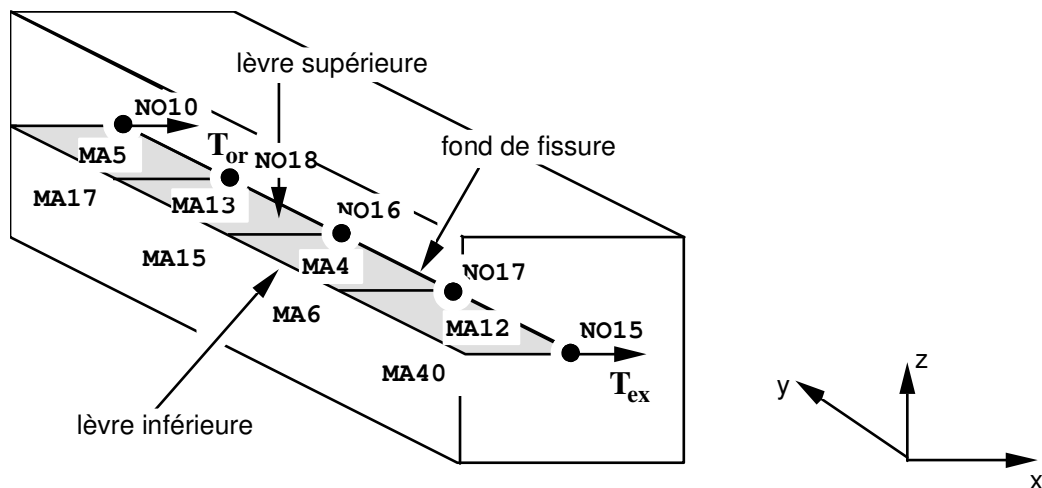 lèvre supérieure
NO10
T_or
fond de fissure
MA5
NO18
MA17
MA13
NO16
MA15
MA4
NO17
MA6
MA12
NO15
MA40
T_ex
lèvre inférieure
z
y
x